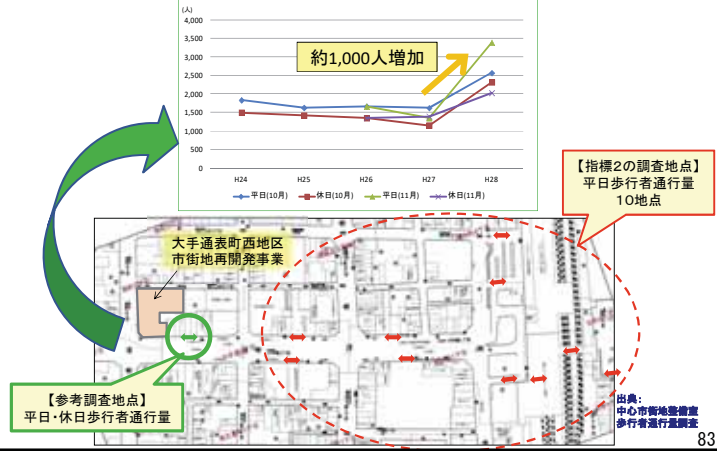 (人)
4,000
3,500
3,000
2,500
2,000
1,500
1,000
500
0
約1,000人増加
H24
H25
H26
H27
H28
平日(10月)
休日(10月)
平日(11月)
休日(11月)
【指標2の調査地点】
平日歩行者通行量
10地点
大手通表町西地区
市街地再開発事業
【参考調査地点】
平日・休日歩行者通行量
出典:
中心市街地整備室
歩行者通行量調査
83